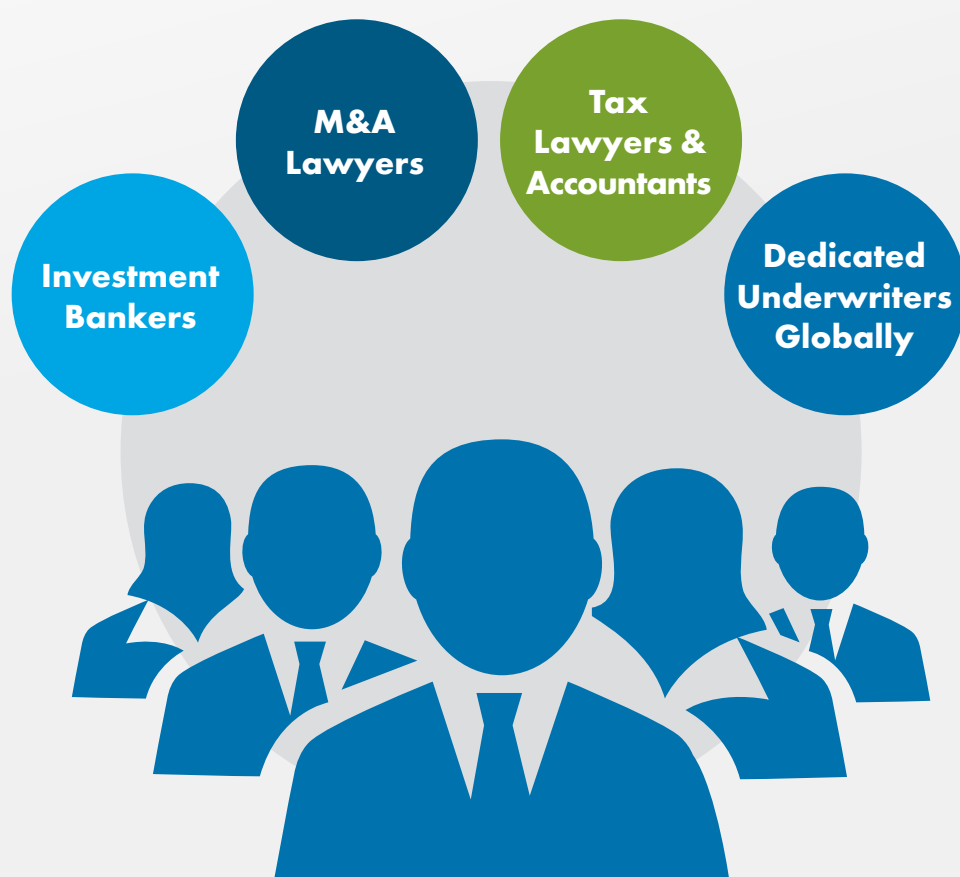 Investment
Bankers
M&A
Lawyers
Tax
Lawyers &
Accountants
Dedicated
Underwriters
Globally